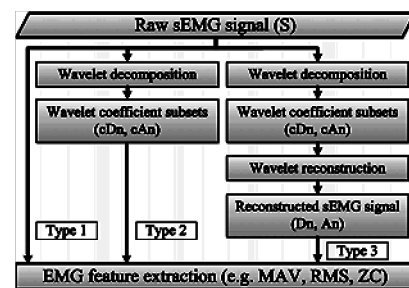 Raw sEMG signal (S)
Wavelet decomposition
Wavelet decomposition
Wavelet coefficient subsets
(cDn, cAn)
Wavelet coefficient subsets
(cDn, cAn)
Wavelet reconstruction
Reconstructed sEMG signal
(Dn, An)
Type 1
Type 2
Type 3
EMG feature extraction (e.g. MAV, RMS, ZC)